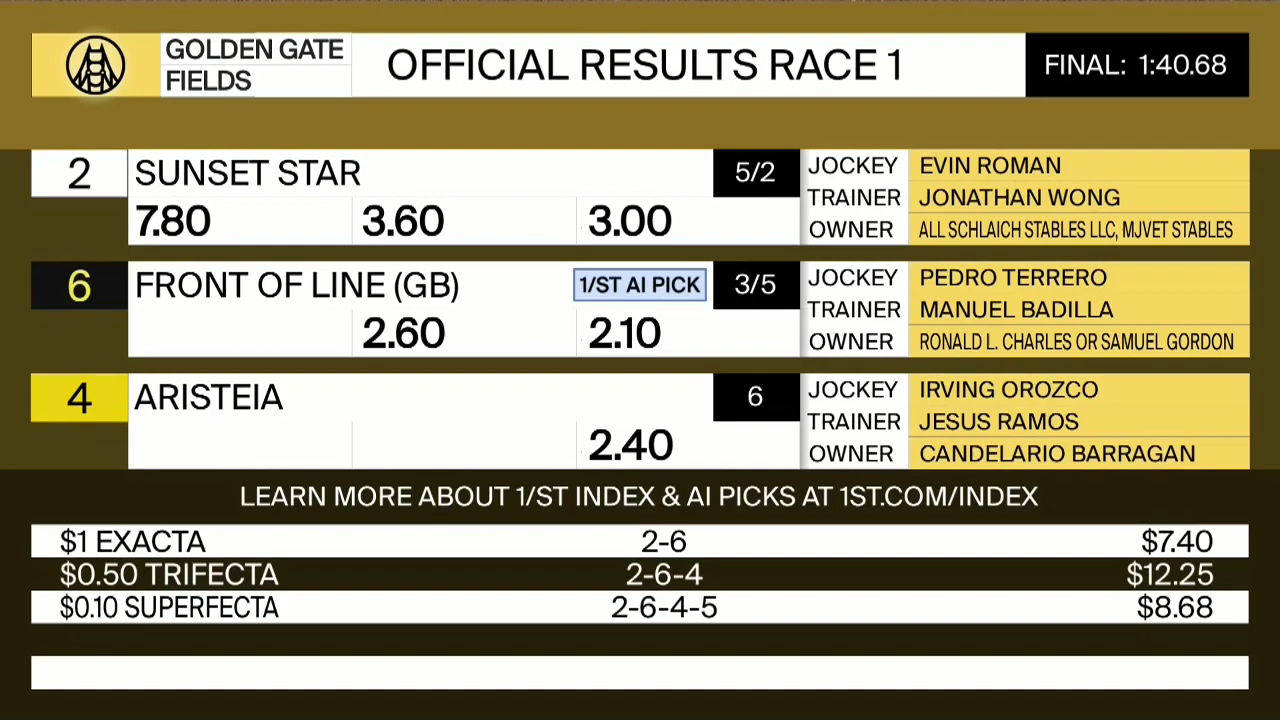 GOLDEN GATE
FIELDS
OFFICIAL RESULTS RACE 1
FINAL: 1:40.68
2 SUNSET STAR 5/2
7.80 3.60 3.00
JOCKEY EVIN ROMAN
TRAINER JONATHAN WONG
OWNER ALL SCHLAICH STABLES LLC, MJVET STABLES
6 FRONT OF LINE (GB) 1/ST AI PICK 3/5
2.60 2.10
JOCKEY PEDRO TERRERO
TRAINER MANUEL BADILLA
OWNER RONALD L. CHARLES OR SAMUEL GORDON
4 ARISTEIA 6
2.40
JOCKEY IRVING OROZCO
TRAINER JESUS RAMOS
OWNER CANDELARIO BARRAGAN
LEARN MORE ABOUT 1/ST INDEX & AI PICKS AT 1ST.COM/INDEX
$1 EXACTA 2-6 $7.40
$0.50 TRIFECTA 2-6-4 $12.25
$0.10 SUPERFECTA 2-6-4-5 $8.68